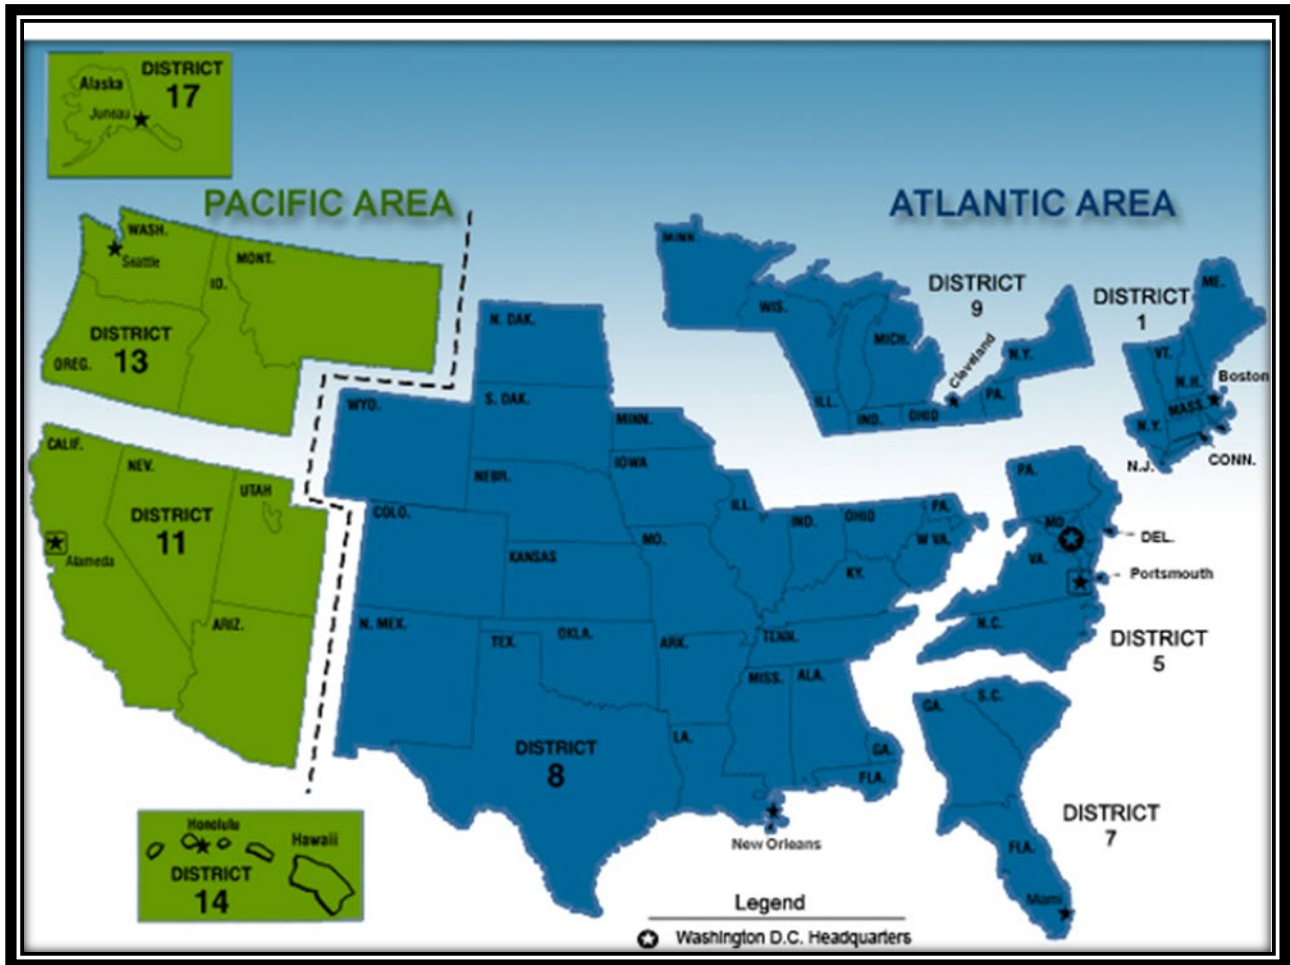 DISTRICT
17
Alaska
Juneau
PACIFIC AREA
ATLANTIC AREA
WASH.
Seattle
MONT.
IO.
DISTRICT
13
OREG.
CALIF.
NEV.
UTAH
DISTRICT
11
Alameda
ARIZ.
Honolulu
Hawaii
DISTRICT
14
N. DAK.
WYO.
S. DAK.
MINN.
NEBR.
IOWA
COLO.
ILL.
IND.
OHIO
PA.
KANSAS
MO.
W VA.
KY.
N. MEX.
TEX.
OKLA.
ARK.
TENN.
MISS.
ALA.
LA.
GA.
FLA.
DISTRICT
8
New Orleans
MINN.
WIS.
MICH.
DISTRICT
9
Cleveland
N.Y.
PA.
ILL.
IND.
OHIO
DISTRICT
1
ME.
VT.
N.H.
Boston
MASS.
N.Y.
N.J.
CONN.
PA.
MD.
DEL.
VA.
Portsmouth
N.C.
DISTRICT
5
GA.
S.C.
DISTRICT
7
FLA.
Miami
Legend
Washington D.C. Headquarters